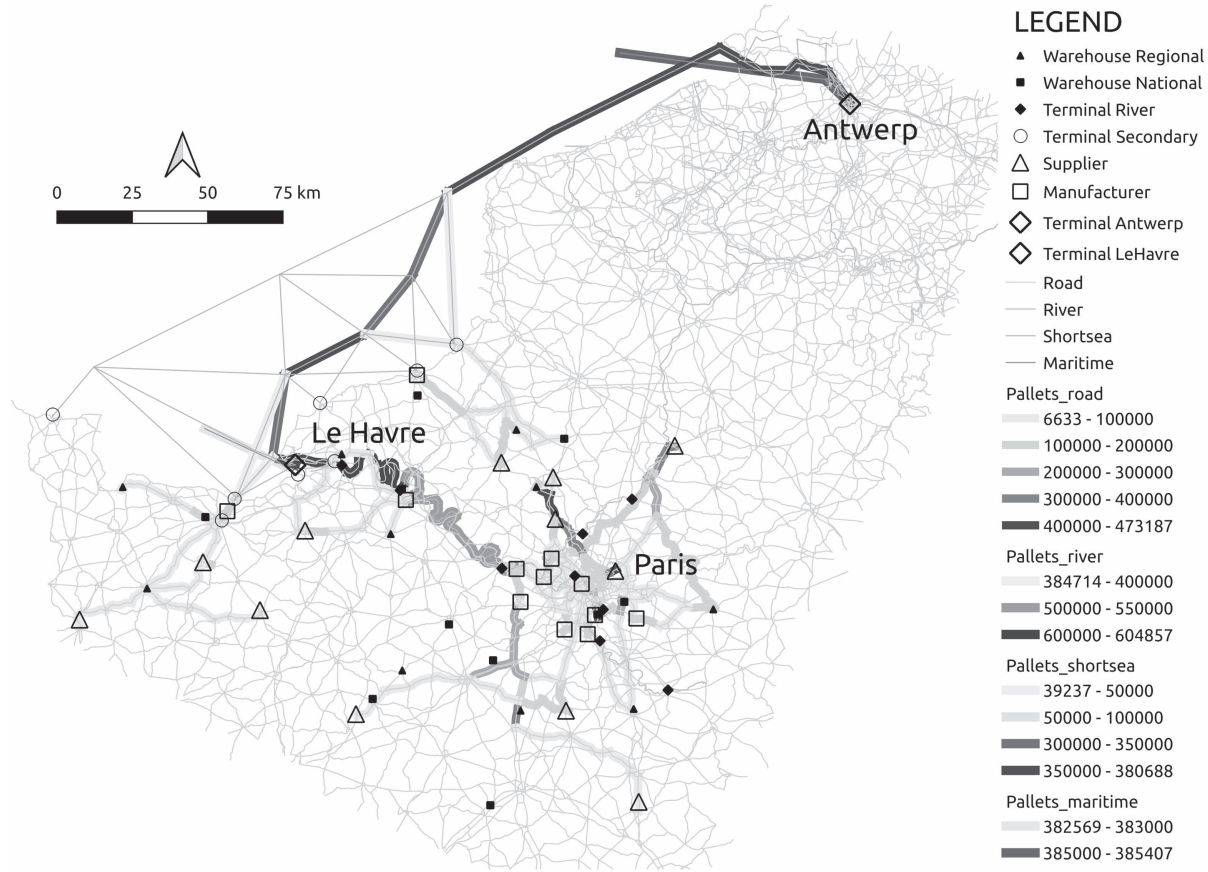 LEGEND
Warehouse Regional
Warehouse National
Terminal River
Terminal Secondary
Supplier
Manufacturer
Terminal Antwerp
Terminal LeHavre
Road
River
Shortsea
Maritime
Pallets_road
6633 - 100000
100000 - 200000
200000 - 300000
300000 - 400000
400000 - 473187
Pallets_river
384714 - 400000
500000 - 550000
600000 - 604857
Pallets_shortsea
39237 - 50000
50000 - 100000
300000 - 350000
350000 - 380688
Pallets_maritime
382569 - 383000
385000 - 385407
0 25 50 75 km
Antwerp
Le Havre
Paris